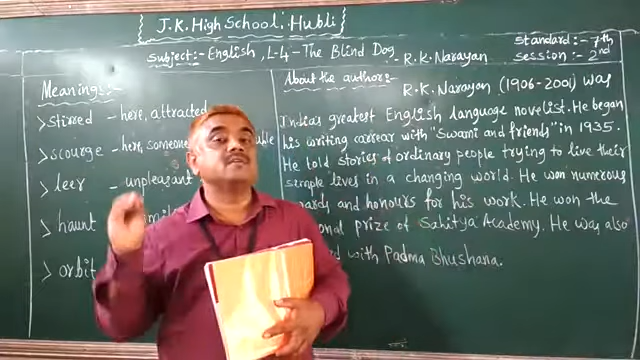 J.K. High School :. Hubli
Subject:- English, L-4- The Blind Dog - R.K. Narayan
Standard:- 7th
Session:- 2nd
Meanings:-
>stirred - here, attracted
>scourge - here, someone
>leer - unpleasant
>haunt
>orbit
About the author:-
R.K. Narayan (1906-2001) was
India's greatest English language novelist. He began
his writing carrear with "Swami and friends" in 1935.
He told stories of ordinary people trying to live their
simple lives in a changing world. He won numerous
and honours for his work. He won the
prize of Sahitya Academy. He was also
with Padma Bhushana.